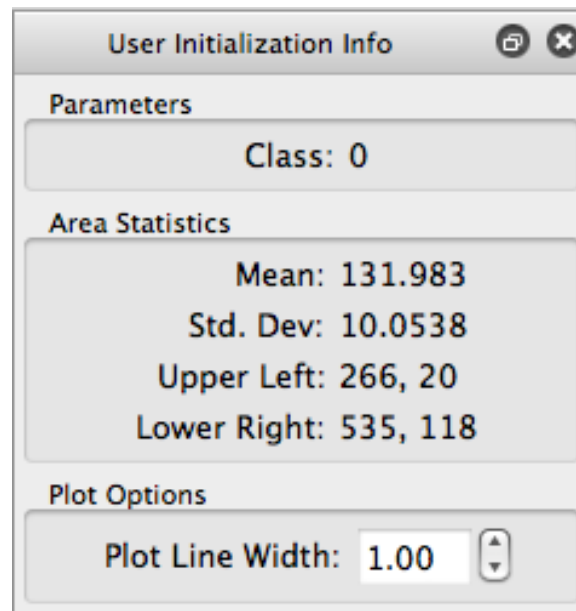 User Initialization Info
Parameters
Class: 0
Area Statistics
Mean: 131.983
Std. Dev: 10.0538
Upper Left: 266, 20
Lower Right: 535, 118
Plot Options
Plot Line Width: 1.00